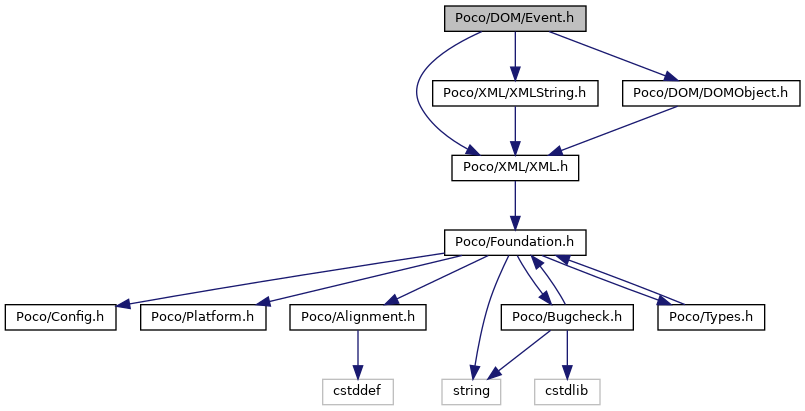 Poco/DOM/Event.h
Poco/XML/XMLString.h
Poco/DOM/DOMObject.h
Poco/XML/XML.h
Poco/Foundation.h
Poco/Config.h
Poco/Platform.h
Poco/Alignment.h
Poco/Bugcheck.h
Poco/Types.h
cstddef
string
cstdlib